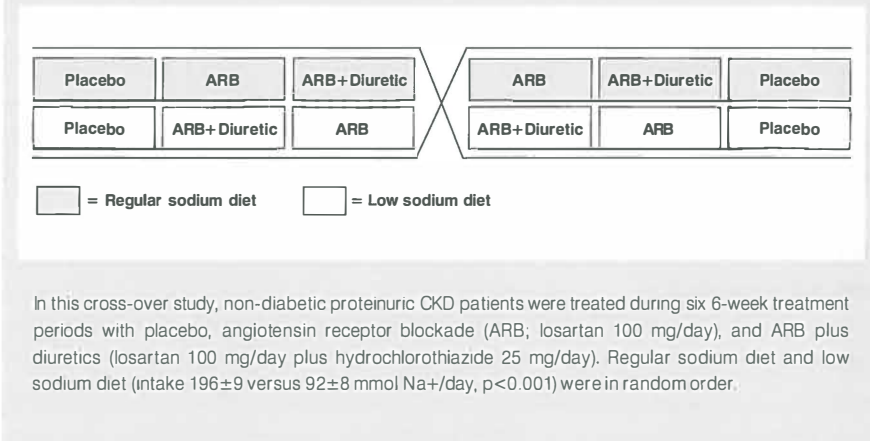 Placebo ARB ARB+Diuretic ARB ARB+Diuretic Placebo
Placebo ARB+Diuretic ARB ARB+Diuretic ARB Placebo
= Regular sodium diet = Low sodium diet
In this cross-over study, non-diabetic proteinuric CKD patients were treated during six 6-week treatment
periods with placebo, angiotensin receptor blockade (ARB; losartan 100 mg/day), and ARB plus
diuretics (losartan 100 mg/day plus hydrochlorothiazide 25 mg/day). Regular sodium diet and low
sodium diet (intake 196±9 versus 92±8 mmol Na+/day, p<0.001) were in random order.